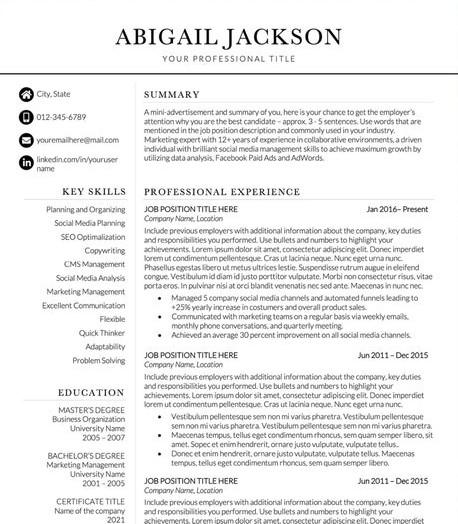 ABIGAIL JACKSON
YOUR PROFESSIONAL TITLE
City, State
012-345-6789
youremailhere@mail.com
linkedin.com/in/youruser
name
KEY SKILLS
Planning and Organizing
Social Media Planning
SEO Optimalization
Copywriting
CMS Management
Social Media Analysis
Marketing Management
Excellent Communication
Flexible
Quick Thinker
Adaptability
Problem Solving
EDUCATION
MASTER'S DEGREE
Business Organization
University Name
2005 – 2007
BACHELOR'S DEGREE
Marketing Management
University Name
2001 – 2005
CERTIFICATE TITLE
Name of the company
2021
SUMMARY
A mini-advertisement and summary of you, here is your chance to get the employer's
attention why you are the best candidate – approx. 3 - 5 sentences. Use words that are
mentioned in the job position description and commonly used in your industry.
Marketing expert with 12+ years of experience in collaborative environment, a driven
individual with brilliant social media management skills to achieve maximum growth by
utilizing data analysis, Facebook Paid Ads and AdWords.
PROFESSIONAL EXPERIENCE
JOB POSITION TITLE HERE Jan 2016– Present
Company Name, Location
Include previous employers with additional information about the company, key duties
and responsibilities you performed. Use bullets and numbers to highlight your
achievements. Lorem ipsum dolor sit amet, consectetur adipiscing elit. Donec imperdiet
lorem ut consectetur elementum. Cras ut lacinia neque. Nunc eget urna nunc.
Phasellus egestas libero id metus ultrices lestie. Suspendisse rutrum augue in eleifend
congue. Vestibulum id diam id justo porttitor vulputate. Morbi non consectetur risus, vitae
porta eros. In pulvinar nisi at orci blandit venenatis nec sed ante. Maecenas in nunc nec.
• Managed 5 company social media channels and automated funnels leading to
+25% yearly increase in costumers and overall product sales.
• Communicated with marketing teams on a regular basis via weekly emails,
monthly phone conversations, and quarterly meeting.
• Achieved an average 30 percent improvement on all social media channels.
JOB POSITION TITLE HERE Jun 2011 – Dec 2015
Company Name, Location
Include previous employers with additional information about the company, key duties
and responsibilities you performed. Use bullets and numbers to highlight your
achievements. Lorem ipsum dolor sit amet, consectetur adipiscing elit. Donec imperdiet
lorem ut consectetur elementum. Cras ut lacinia neque. Nunc eget urna nunc.
• Vestibulum pellentesque sem non mi varius pharetra. Vestibulum pellentesque
sem non mi varius pharetra. Vestibulum pellentesque sem non mi varius pharetra.
• Maecenas tempus, tellus eget condimentum rhoncus, sem quam semper libero, sit
amet. Sopec et enim hendrerit, ornare justo vulputate, vulputate tellus..
• Donec et enim hendrerit, ornare justo vulputate, vulputate tellus. Maecenas
tempus, tellus eget condimentum rhoncus, sem quam semper libero.
JOB POSITION TITLE HERE Jun 2011 – Dec 2015
Company Name, Location
Include previous employers with additional information about the company, key duties
and responsibilities you performed. Use bullets and numbers to highlight your